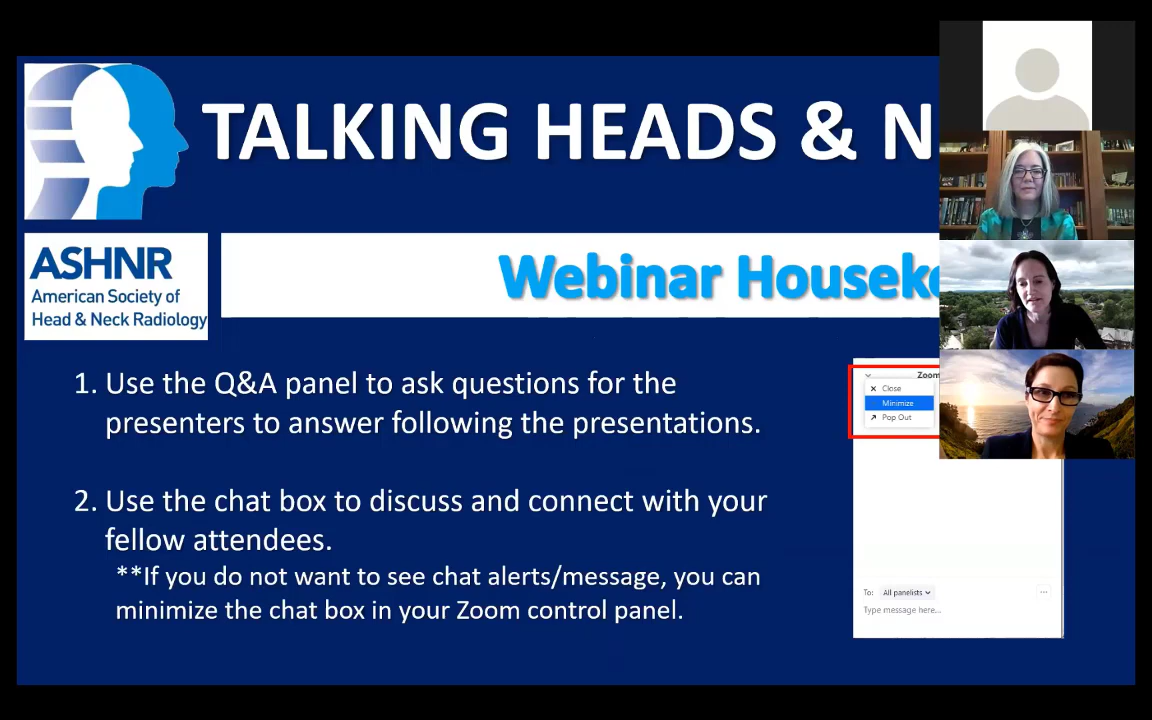 TALKING HEADS & N
ASHNR
American Society of
Head & Neck Radiology
Webinar Houseke
1. Use the Q&A panel to ask questions for the
presenters to answer following the presentations.
2. Use the chat box to discuss and connect with your
fellow attendees.
**If you do not want to see chat alerts/message, you can
minimize the chat box in your Zoom control panel.
Zoom
Close
Minimize
Pop Out
To: All panelists
Type message here...